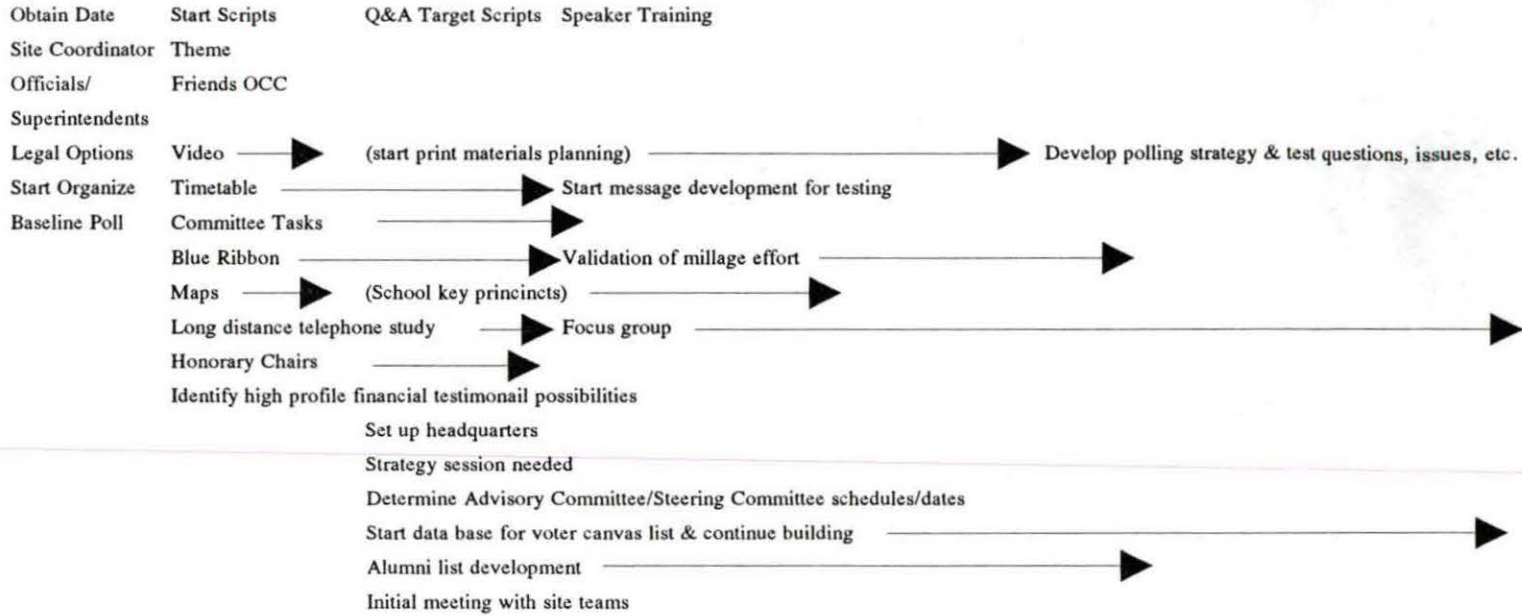 Obtain Date Start Scripts Q&A Target Scripts Speaker Training
Site Coordinator Theme
Officials/ Friends OCC
Superintendents
Legal Options Video (start print materials planning) Develop polling strategy & test questions, issues, etc.
Start Organize Timetable Start message development for testing
Baseline Poll Committee Tasks
Blue Ribbon Validation of millage effort
Maps (School key princincts)
Long distance telephone study Focus group
Honorary Chairs
Identify high profile financial testimonail possibilities
Set up headquarters
Strategy session needed
Determine Advisory Committee/Steering Committee schedules/dates
Start data base for voter canvas list & continue building
Alumni list development
Initial meeting with site teams